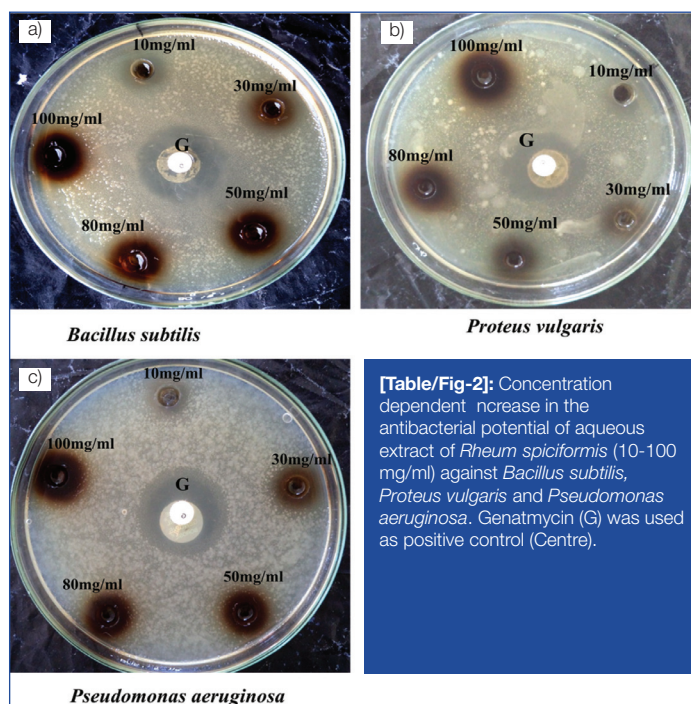 a)
10mg/ml
30mg/ml
100mg/ml
G
50mg/ml
80mg/ml
Bacillus subtilis
b)
100mg/ml
10mg/ml
G
80mg/ml
30mg/ml
50mg/ml
Proteus vulgaris
c)
10mg/ml
100mg/ml
30mg/ml
G
80mg/ml
50mg/ml
Pseudomonas aeruginosa
[Table/Fig-2]: Concentration
dependent ncrease in the
antibacterial potential of aqueous
extract of Rheum spiciformis (10-100
mg/ml) against Bacillus subtilis,
Proteus vulgaris and Pseudomonas
aeruginosa. Genatmycin (G) was used
as positive control (Centre).